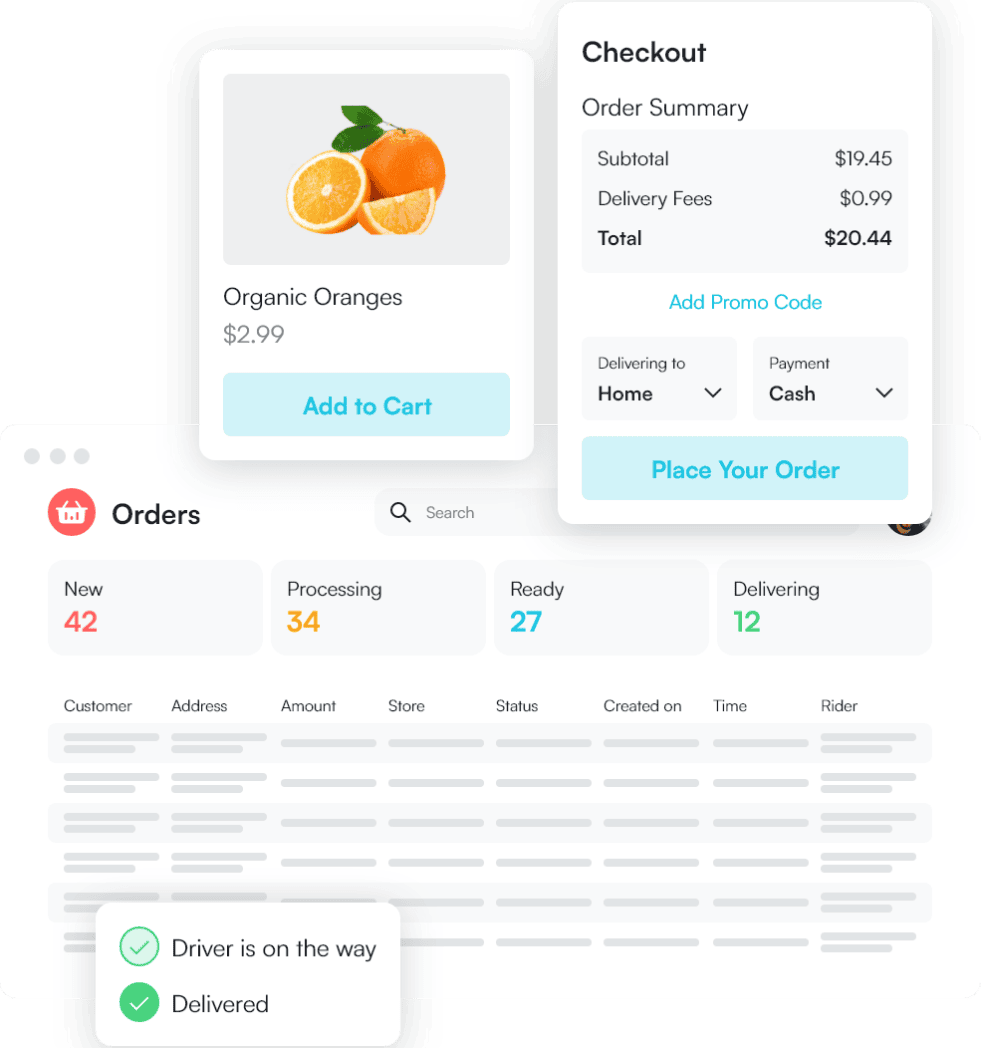 Checkout
Order Summary
Subtotal $19.45
Delivery Fees $0.99
Total $20.44
Add Promo Code
Delivering to
Home
Payment
Cash
Place Your Order
Organic Oranges
$2.99
Add to Cart
Orders
Search
New
42
Processing
34
Ready
27
Delivering
12
Customer Address Amount Store Status Created on Time Rider
Driver is on the way
Delivered